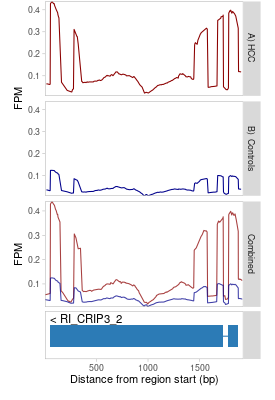 0.4
0.3
0.2
0.1
A) HCC
FPM
0.4
0.3
0.2
0.1
B) Controls
0.4
0.3
0.2
0.1
Combined
FPM
< RI_CRIP3_2
500
1000
1500
Distance from region start (bp)